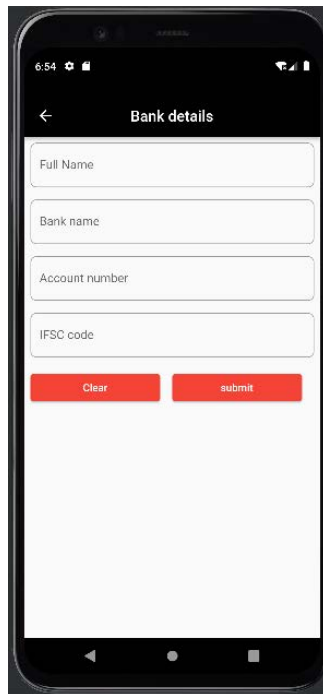 6:54
Bank details
Full Name
Bank name
Account number
IFSC code
Clear submit